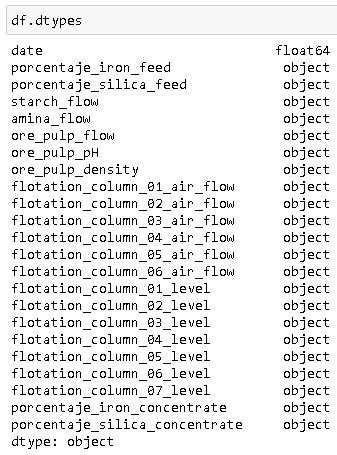 df.dtypes
date float64
porcentaje_iron_feed object
porcentaje_silica_feed object
starch_flow object
amina_flow object
ore_pulp_flow object
ore_pulp_pH object
ore_pulp_density object
flotation_column_01_air_flow object
flotation_column_02_air_flow object
flotation_column_03_air_flow object
flotation_column_04_air_flow object
flotation_column_05_air_flow object
flotation_column_06_air_flow object
flotation_column_01_level object
flotation_column_02_level object
flotation_column_03_level object
flotation_column_04_level object
flotation_column_05_level object
flotation_column_06_level object
flotation_column_07_level object
porcentaje_iron_concentrate object
porcentaje_silica_concentrate object
dtype: object